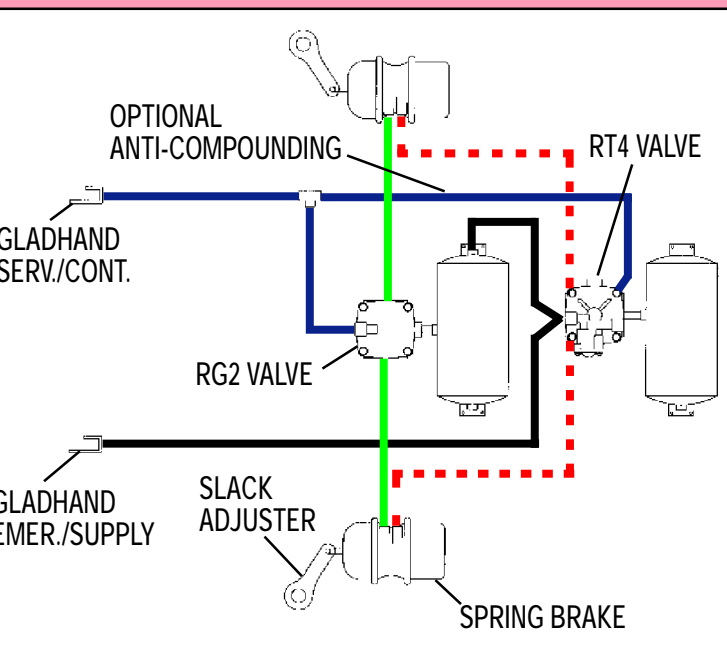 OPTIONAL
ANTI-COMPOUNDING
RT4 VALVE
GLADHAND
SERV./CONT.
RG2 VALVE
GLADHAND
EMER./SUPPLY
SLACK
ADJUSTER
SPRING BRAKE